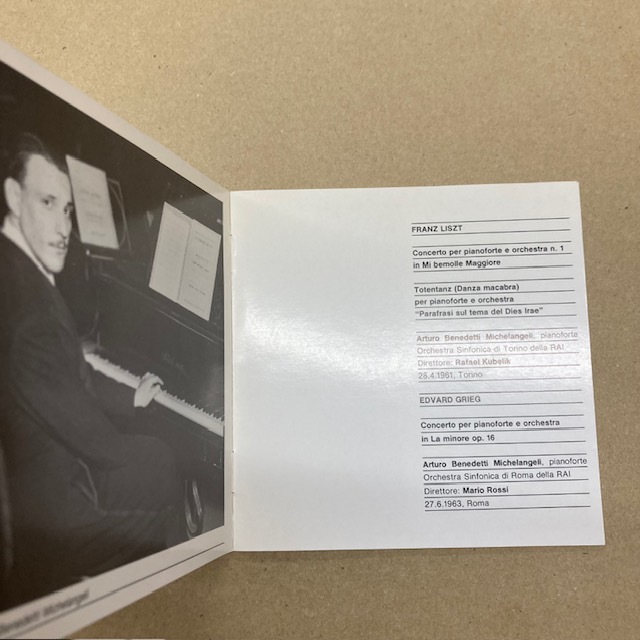 Benedetti Michelangeli
FRANZ LISZT
Concerto per pianoforte e orchestra n. 1
in Mi bemolle Maggiore
Totentanz (Danza macabra)
per pianoforte e orchestra
"Parafrasi sul tema del Dies Irae"
Arturo Benedetti Michelangeli, pianoforte
Orchestra Sinfonica di Torino della RAI
Direttore: Rafael Kubelik
28.4.1961, Torino
EDVARD GRIEG
Concerto per pianoforte e orchestra
in La minore op. 16
Arturo Benedetti Michelangeli, pianoforte
Orchestra Sinfonica di Roma della RAI
Direttore: Mario Rossi
27.6.1963, Roma